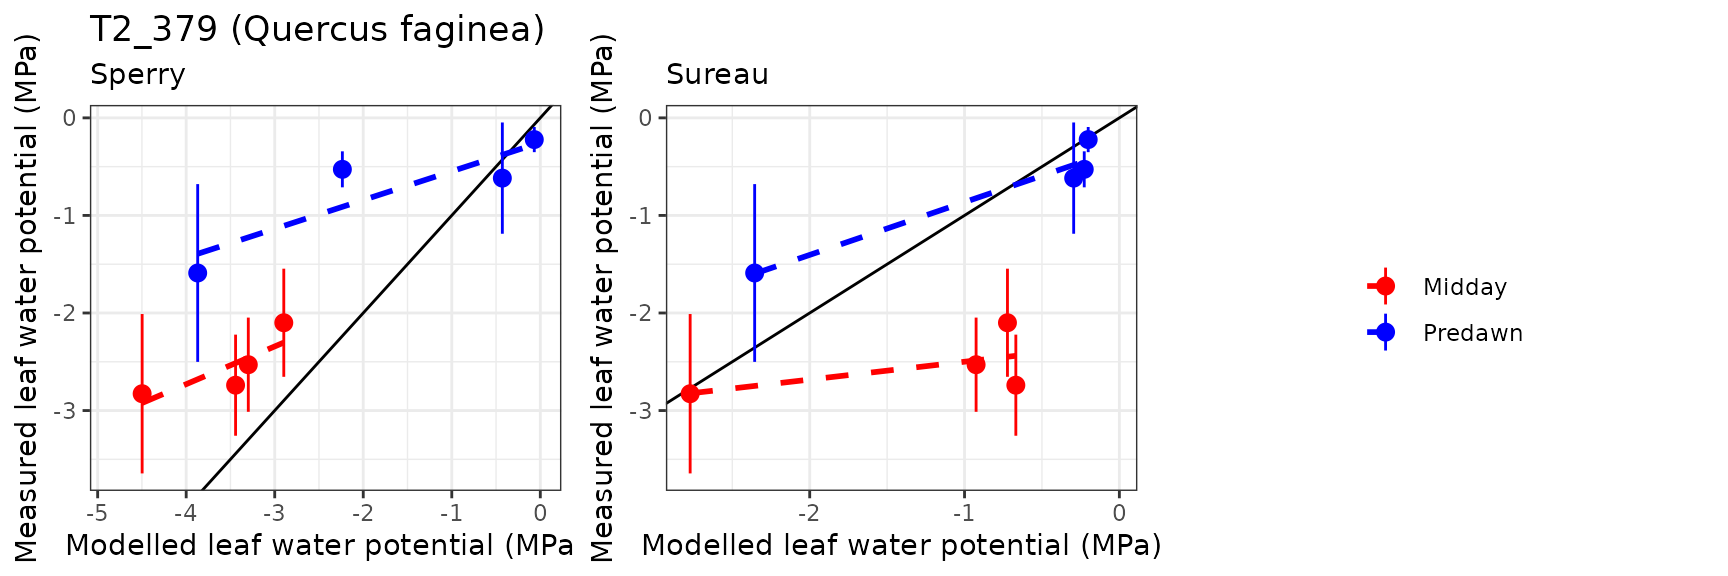 T2_379 (Quercus faginea)
Sperry
Measured leaf water potential (MPa)
0
-1
-2
-3
-5
-4
-3
-2
-1
0
Modelled leaf water potential (MPa
Sureau
Measured leaf water potential (MPa)
0
-1
-2
-3
-2
-1
0
Modelled leaf water potential (MPa)
Midday
Predawn